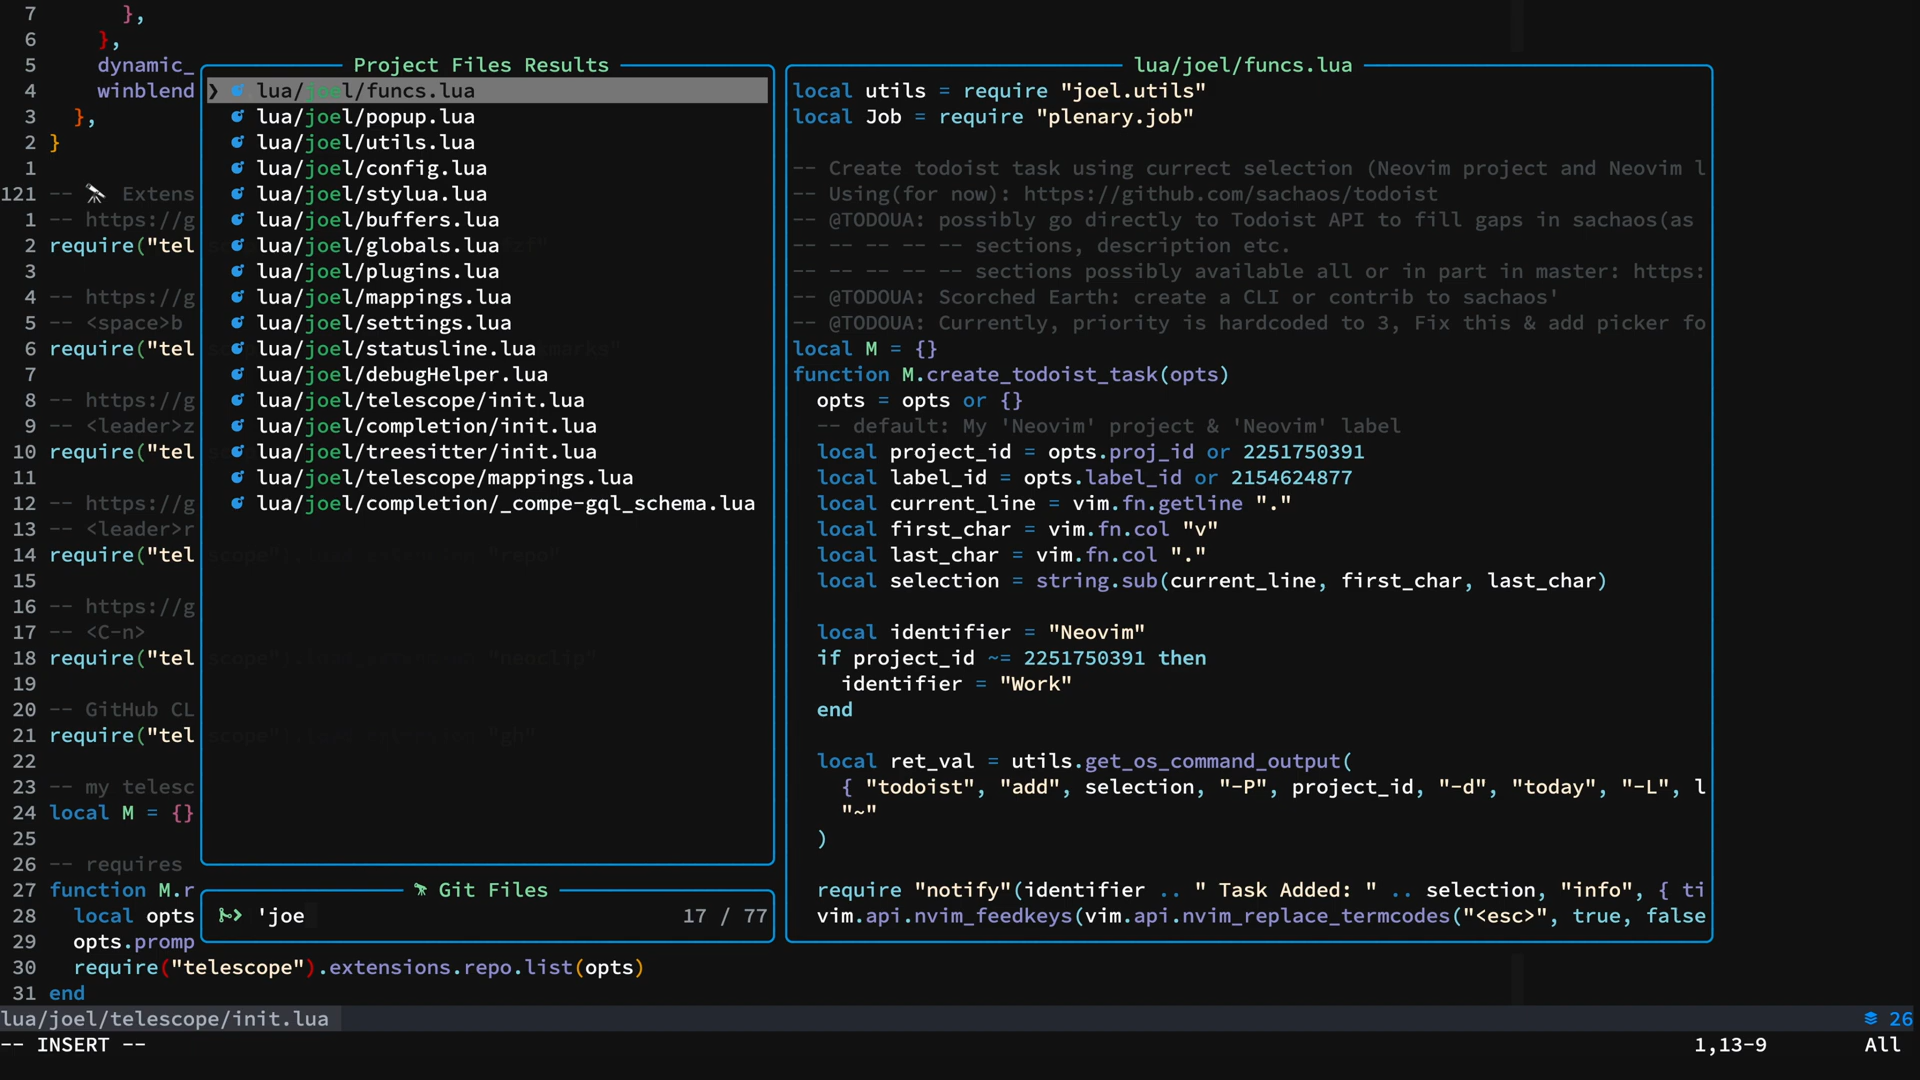 7 },
6 },
5 dynamic_
4 winblend
3 },
2 }
1
121 -- Extens
1 -- https://g
2 require("tel
3
4 -- https://g
5 -- <space>b
6 require("tel
7
8 -- https://g
9 -- <leader>z
10 require("tel
11
12 -- https://g
13 -- <leader>r
14 require("tel
15
16 -- https://g
17 -- <C-n>
18 require("tel
19
20 -- GitHub CL
21 require("tel
22
23 -- my telesc
24 local M = {}
25
26 -- requires
27 function M.r
28 local opts
29 opts.promp
30 require("telescope").extensions.repo.list(opts)
31 end
Project Files Results
❯ lua/joel/funcs.lua
lua/joel/popup.lua
lua/joel/utils.lua
lua/joel/config.lua
lua/joel/stylua.lua
lua/joel/buffers.lua
lua/joel/globals.lua
lua/joel/plugins.lua
lua/joel/mappings.lua
lua/joel/settings.lua
lua/joel/statusline.lua
lua/joel/debugHelper.lua
lua/joel/telescope/init.lua
lua/joel/completion/init.lua
lua/joel/treesitter/init.lua
lua/joel/telescope/mappings.lua
lua/joel/completion/_compe-gql_schema.lua
Git Files
'joe 17 / 77
lua/joel/funcs.lua
local utils = require "joel.utils"
local Job = require "plenary.job"
-- Create todoist task using currect selection (Neovim project and Neovim l
-- Using(for now): https://github.com/sachaos/todoist
-- @TODOUA: possibly go directly to Todoist API to fill gaps in sachaos(as
-- -- -- -- -- sections, description etc.
-- -- -- -- -- sections possibly available all or in part in master: https:
-- @TODOUA: Scorched Earth: create a CLI or contrib to sachaos'
-- @TODOUA: Currently, priority is hardcoded to 3, Fix this & add picker fo
local M = {}
function M.create_todoist_task(opts)
opts = opts or {}
-- default: My 'Neovim' project & 'Neovim' label
local project_id = opts.proj_id or 2251750391
local label_id = opts.label_id or 2154624877
local current_line = vim.fn.getline "."
local first_char = vim.fn.col "v"
local last_char = vim.fn.col "."
local selection = string.sub(current_line, first_char, last_char)
local identifier = "Neovim"
if project_id ~= 2251750391 then
identifier = "Work"
end
local ret_val = utils.get_os_command_output(
{ "todoist", "add", selection, "-P", project_id, "-d", "today", "-L", l
"~"
)
require "notify"(identifier .. " Task Added: " .. selection, "info", { ti
vim.api.nvim_feedkeys(vim.api.nvim_replace_termcodes("<esc>", true, false
lua/joel/telescope/init.lua 26
-- INSERT -- 1,13-9 All